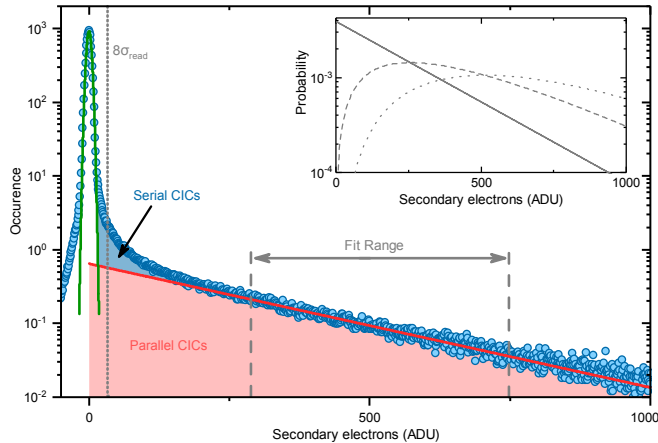 10³
10²
10¹
10⁰
10⁻¹
10⁻²
Occurence
0
500
1000
Secondary electrons (ADU)
8σread
Serial CICs
Parallel CICs
Fit Range
Probability
10⁻³
10⁻⁴
0
500
1000
Secondary electrons (ADU)